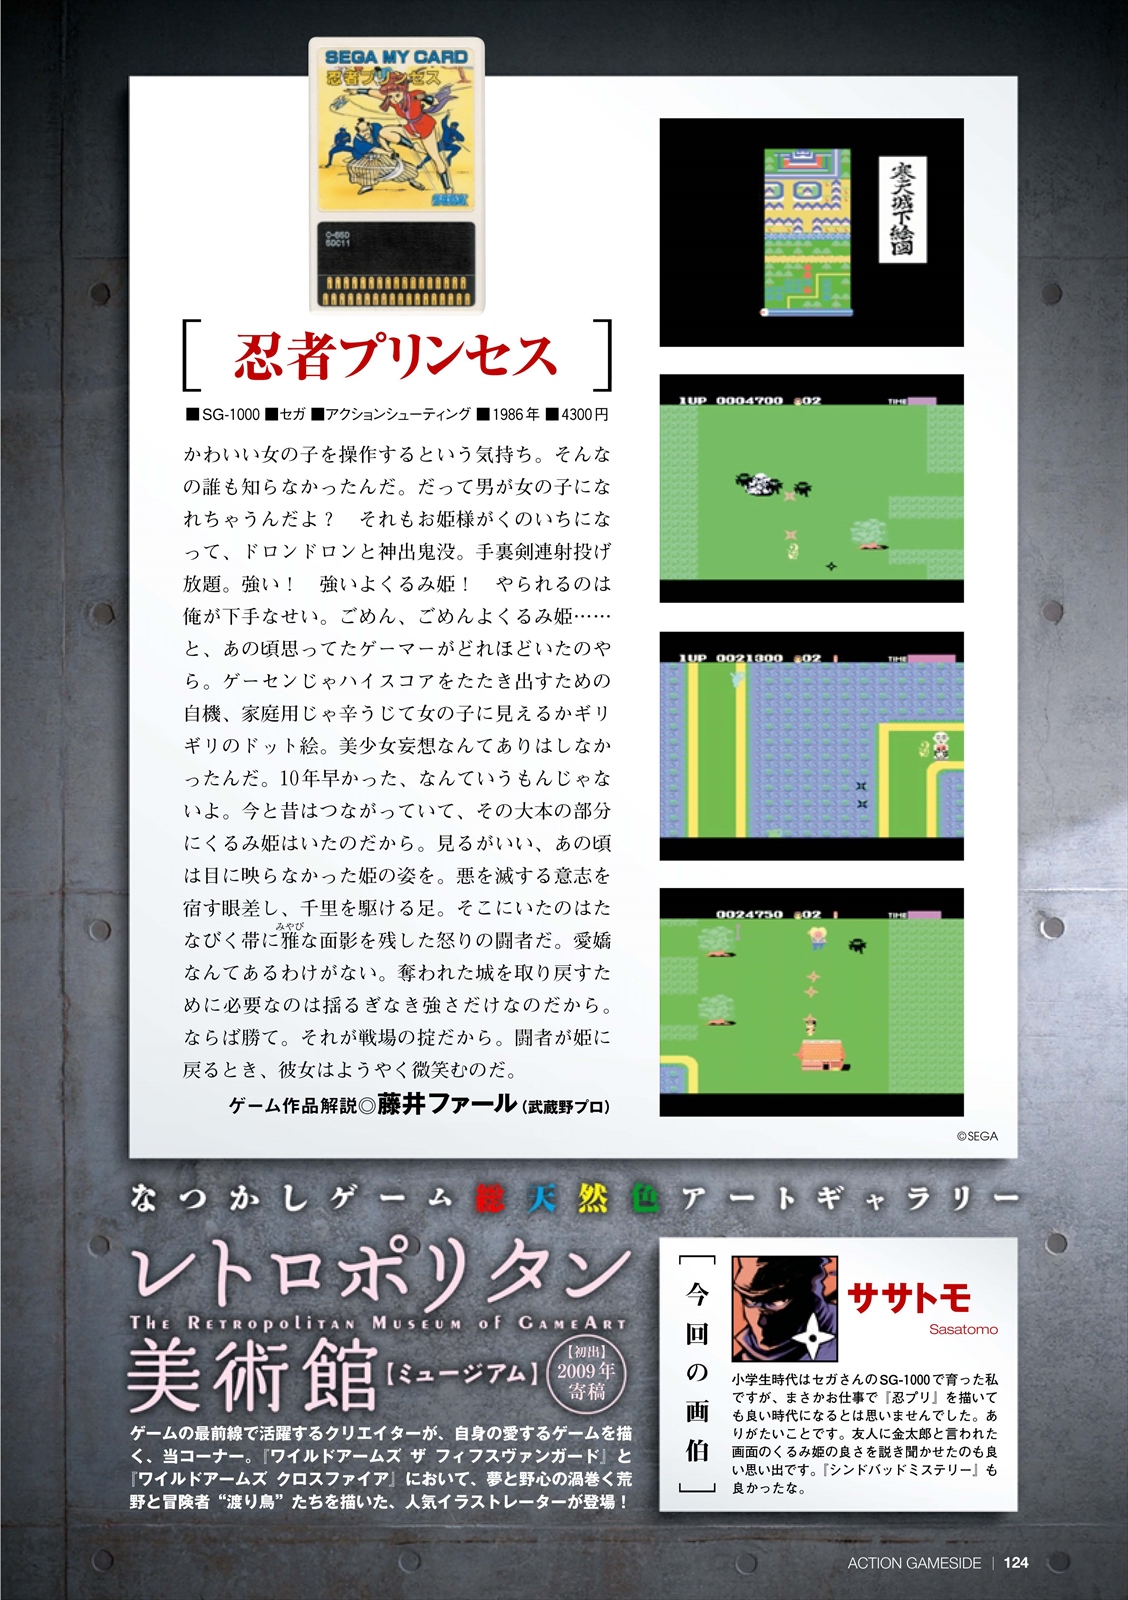 SEGA MY CARD
忍者プリンセス
SEGA
C-65D
6DC11
忍者プリンセス
■SG-1000 ■セガ ■アクションシューティング ■1986年 ■4300円
かわいい女の子を操作するという気持ち。そんな
の誰も知らなかったんだ。だって男が女の子にな
れちゃうんだよ？　それもお姫様がくのいちにな
って、ドロンドロンと神出鬼没。手裏剣連射投げ
放題。強い！　強いよくるみ姫！　やられるのは
俺が下手なせい。ごめん、ごめんよくるみ姫……
と、あの頃思ってたゲーマーがどれほどいたのや
ら。ゲーセンじゃハイスコアをたたき出すための
自機、家庭用じゃ辛うじて女の子に見えるかギリ
ギリのドット絵。美少女妄想なんてありはしなか
ったんだ。10年早かった、なんていうもんじゃな
いよ。今と昔はつながっていて、その大本の部分
にくるみ姫はいたのだから。見るがいい、あの頃
は目に映らなかった姫の姿を。悪を滅する意志を
宿す眼差し、千里を駆ける足。そこにいたのはた
みやび
なびく帯に雅な面影を残した怒りの闘者だ。愛嬌
なんてあるわけがない。奪われた城を取り戻すた
めに必要なのは揺るぎなき強さだけなのだから。
ならば勝て。それが戦場の掟だから。闘者が姫に
戻るとき、彼女はようやく微笑むのだ。
ゲーム作品解説◎藤井ファール（武蔵野プロ）
寒天城下絵図
1UP 0004700 02 TIME
1UP 0021300 02 TIME
0024750 02 TIME
©SEGA
なつかしゲーム総天然色アートギャラリー
レトロポリタン
The Retropolitan Museum of GameArt
美術館【ミュージアム】
【初出】
2009年
寄稿
ゲームの最前線で活躍するクリエイターが、自身の愛するゲームを描
く、当コーナー。『ワイルドアームズ ザ フィフスヴァンガード』と
『ワイルドアームズ クロスファイア』において、夢と野心の渦巻く荒
野と冒険者“渡り鳥”たちを描いた、人気イラストレーターが登場！
今回の画伯
ササトモ
Sasatomo
小学生時代はセガさんのSG-1000で育った私
ですが、まさかお仕事で『忍プリ』を描いて
も良い時代になるとは思いませんでした。あ
りがたいことです。友人に金太郎と言われた
画面のくるみ姫の良さを説き聞かせたのも良
い思い出です。『シンドバッドミステリー』も
良かったな。
ACTION GAMESIDE | 124